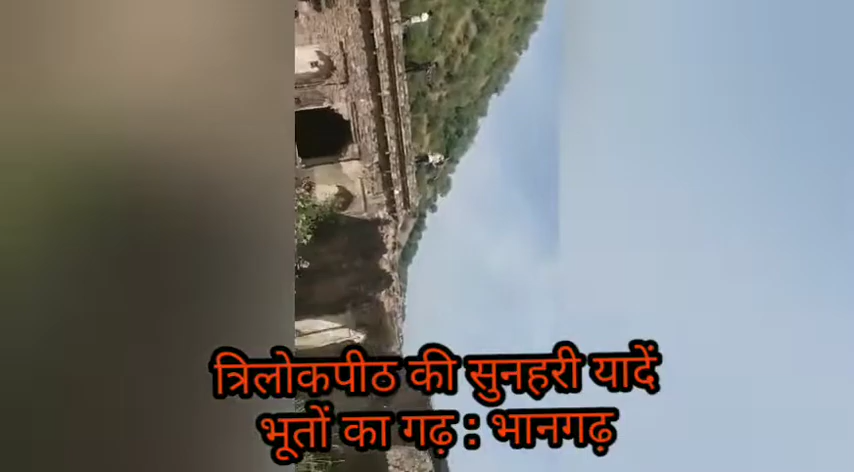 त्रिलोकपीठ की सुनहरी यादें
भूतों का गढ़ : भानगढ़